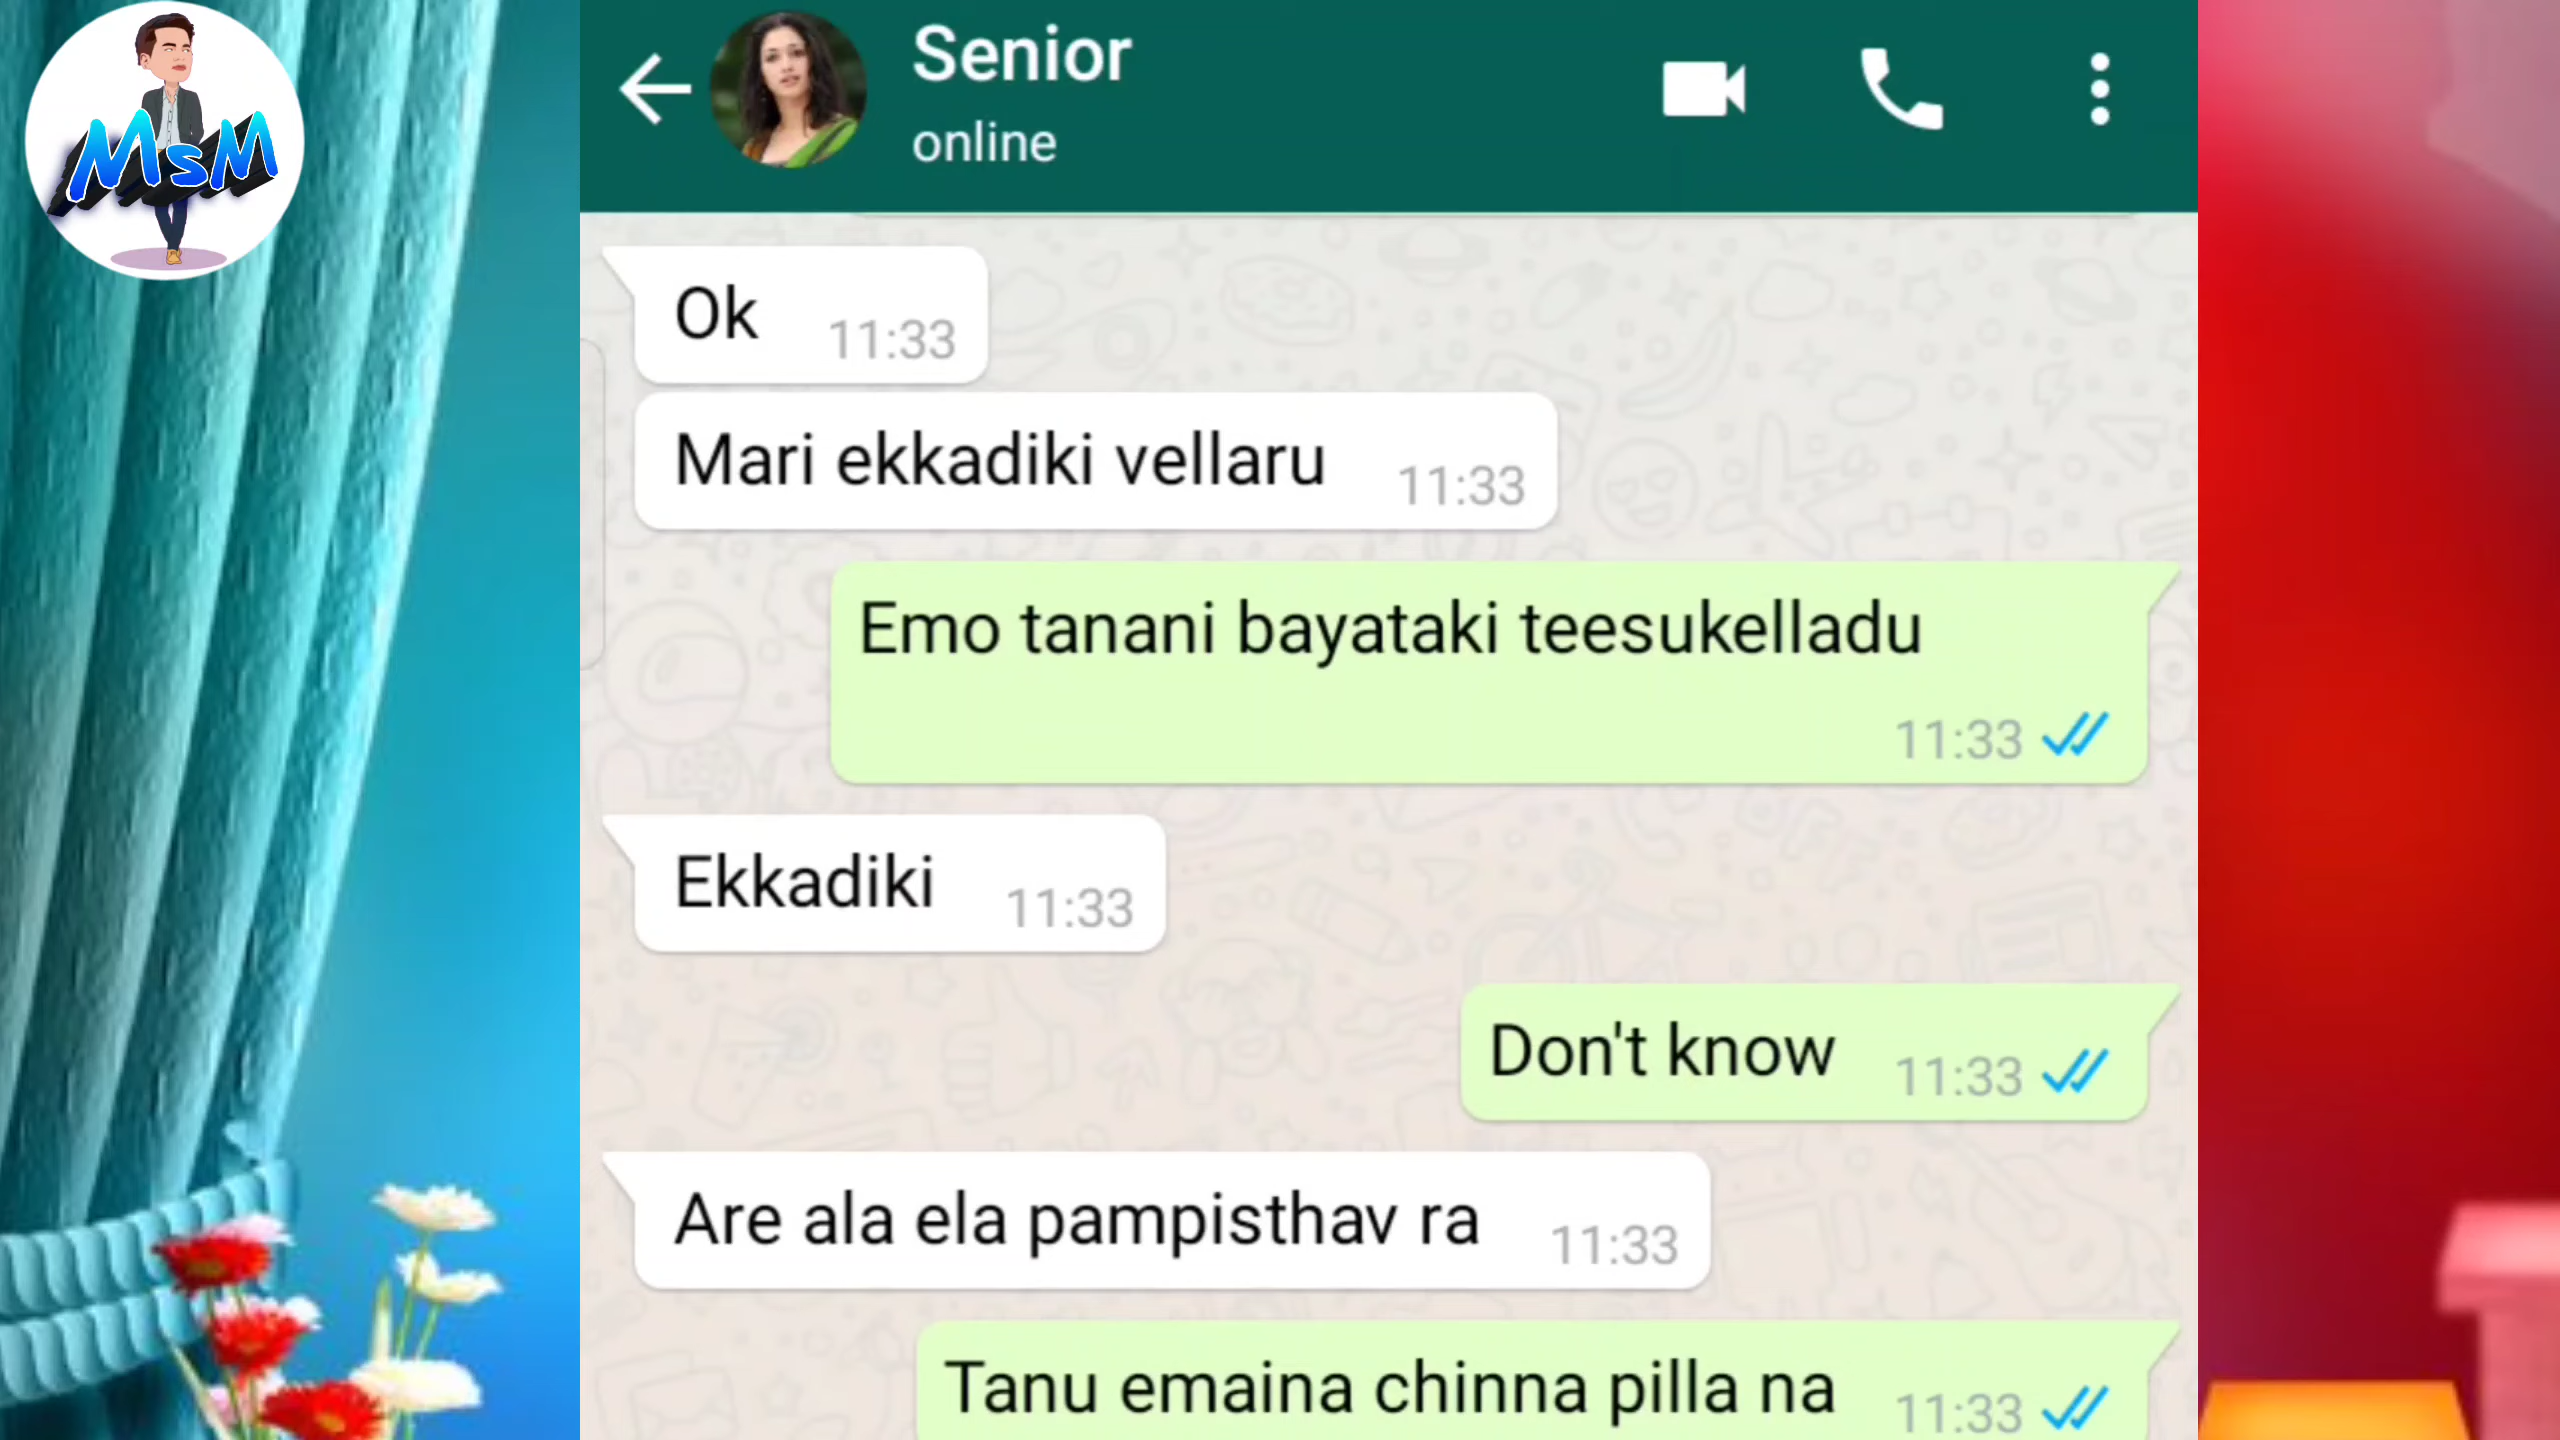 MsM
Senior
online
Ok 11:33
Mari ekkadiki vellaru 11:33
Emo tanani bayataki teesukelladu
11:33
Ekkadiki 11:33
Don't know 11:33
Are ala ela pampisthav ra 11:33
Tanu emaina chinna pilla na 11:33